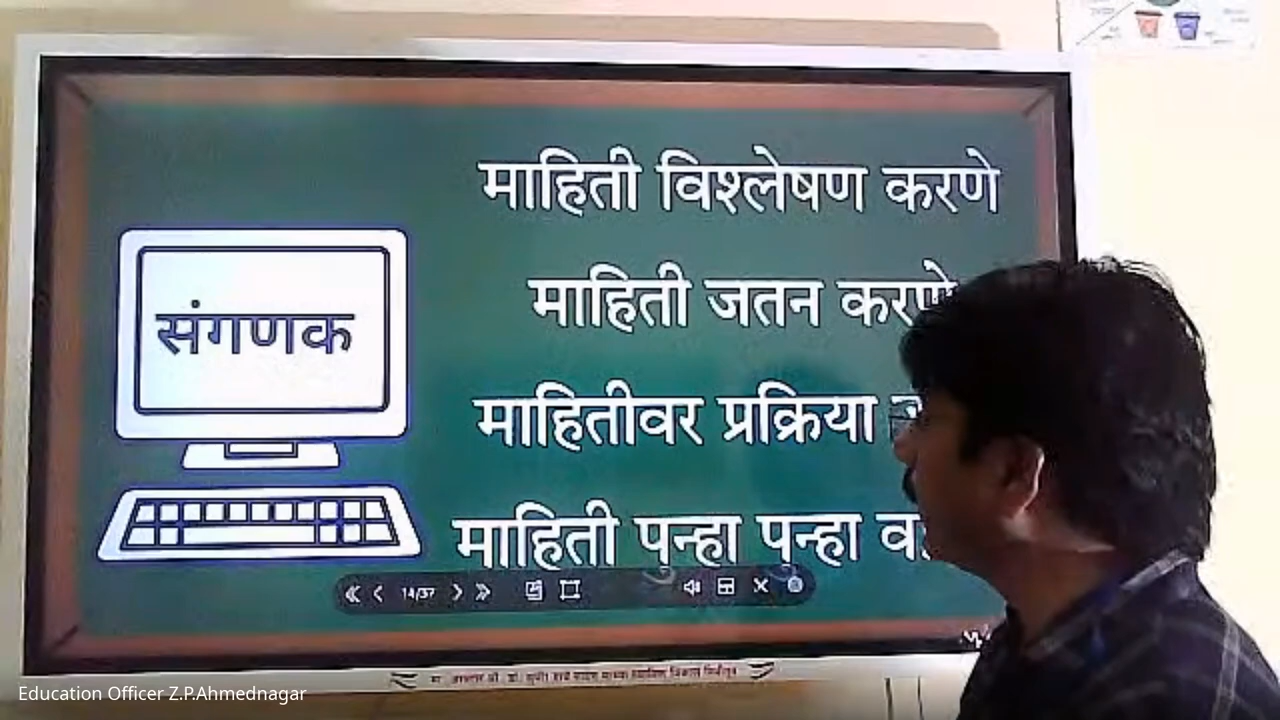 माहिती विश्लेषण करणे
माहिती जतन करणे
संगणक
माहितीवर प्रक्रिया
माहिती पुन्हा पुन्हा
14/37
Education Officer Z.P.Ahmednagar